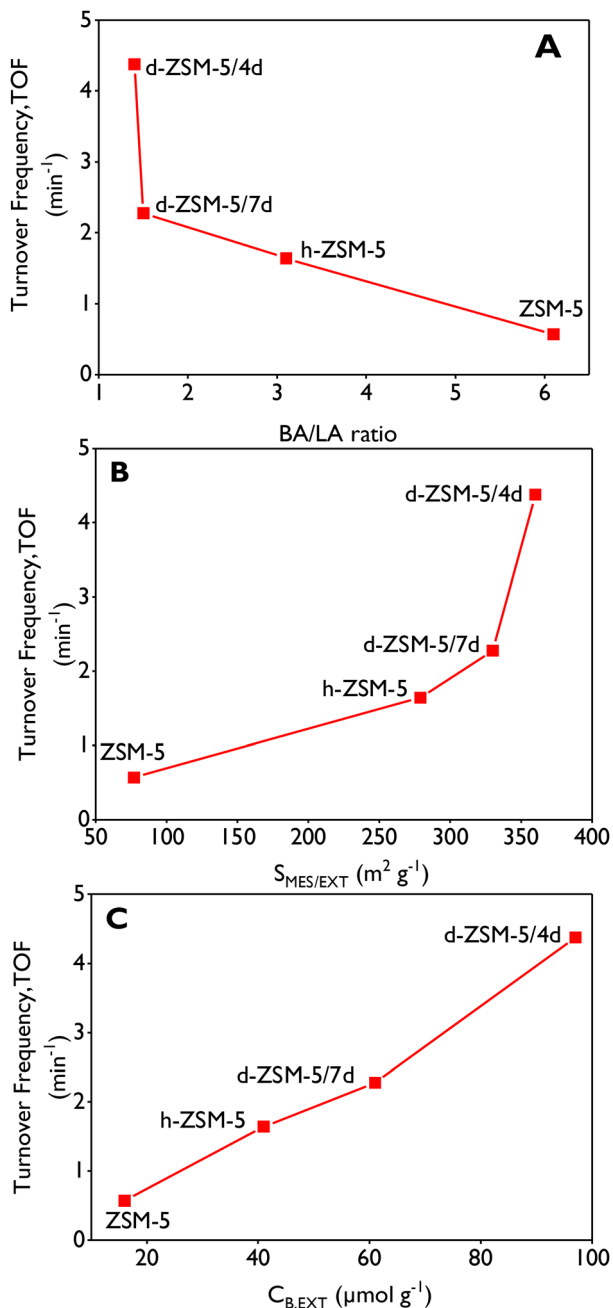 A
Turnover Frequency,TOF
(min⁻¹)
5
4
3
2
1
0
d-ZSM-5/4d
d-ZSM-5/7d
h-ZSM-5
ZSM-5
1 2 3 4 5 6
BA/LA ratio
B
Turnover Frequency,TOF
(min⁻¹)
5
4
3
2
1
0
d-ZSM-5/4d
d-ZSM-5/7d
h-ZSM-5
ZSM-5
50 100 150 200 250 300 350 400
S_MES/EXT (m² g⁻¹)
C
Turnover Frequency,TOF
(min⁻¹)
5
4
3
2
1
0
d-ZSM-5/4d
d-ZSM-5/7d
h-ZSM-5
ZSM-5
20 40 60 80 100
C_B,EXT (µmol g⁻¹)